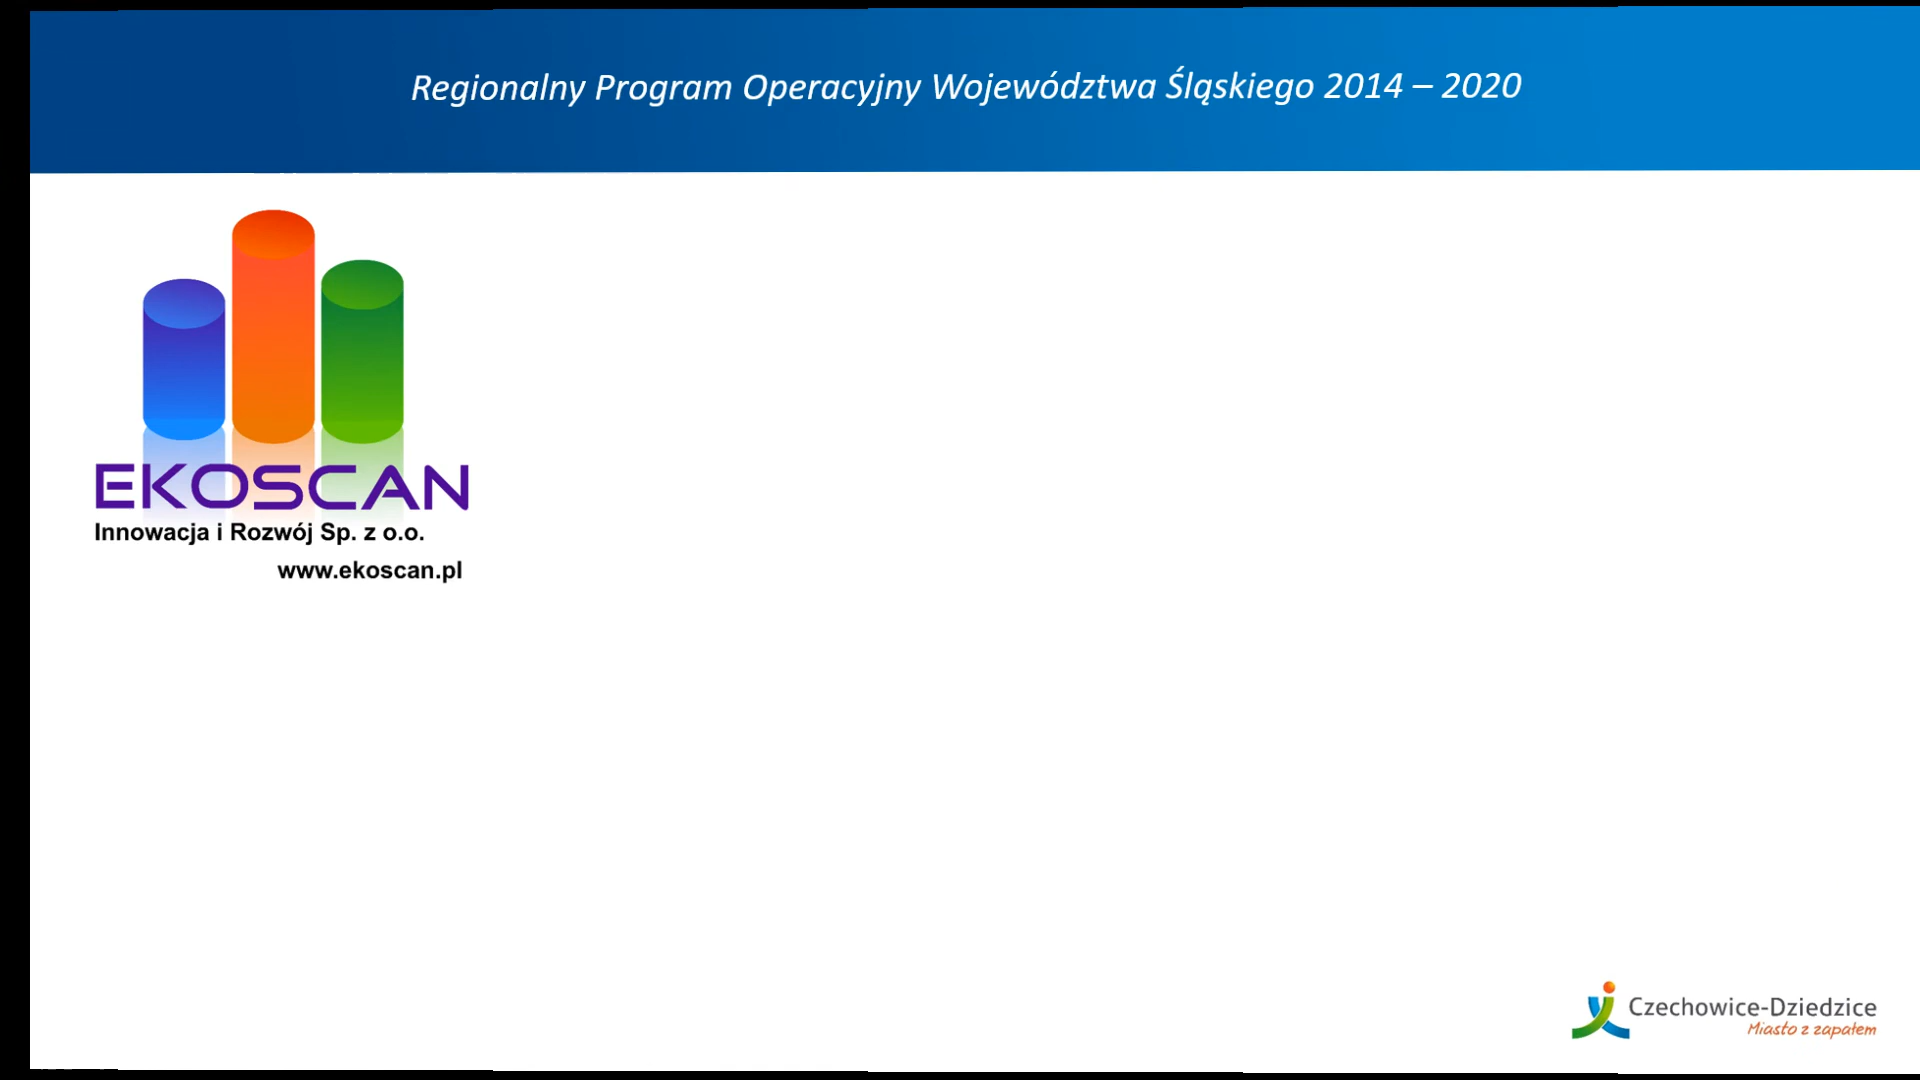 Regionalny Program Operacyjny Województwa Śląskiego 2014 – 2020
EKOSCAN
Innowacja i Rozwój Sp. z o.o.
www.ekoscan.pl
Czechowice-Dziedzice
Miasto z zapałem